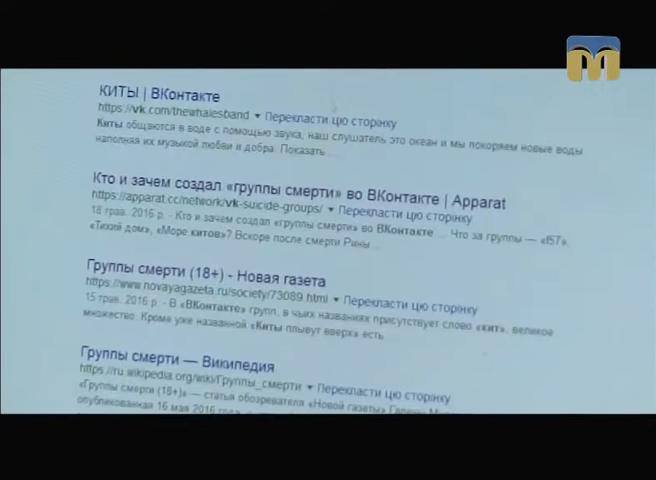 КИТЫ | ВКонтакте
https://vk.com/thewhalesband ▾ Перекласти цю сторінку
Киты общаются в воде с помощью звука, наш слушатель это океан и мы покоряем новые воды
наполняя их музыкой любви и добра. Показать ...
Кто и зачем создал «группы смерти» во ВКонтакте | Apparat
https://apparat.cc/network/vk-suicide-groups/ ▾ Перекласти цю сторінку
18 трав. 2016 р. - Кто и зачем создал «группы смерти» во ВКонтакте ... Что за группы — «f57»,
«Тихий дом», «Море китов»? Вскоре после смерти Рины ...
Группы смерти (18+) - Новая газета
https://www.novayagazeta.ru/society/73089.html ▾ Перекласти цю сторінку
15 трав. 2016 р. - В «ВКонтакте» групп, в чьих названиях присутствует слово «кит», великое
множество. Кроме уже названной «Киты плывут вверх» есть
Группы смерти — Википедия
https://ru.wikipedia.org/wiki/Группы_смерти ▾ Перекласти цю сторінку
«Группы смерти (18+)» — статья обозревателя «Новой газеты»
опубликованная 16 мая 2016 года